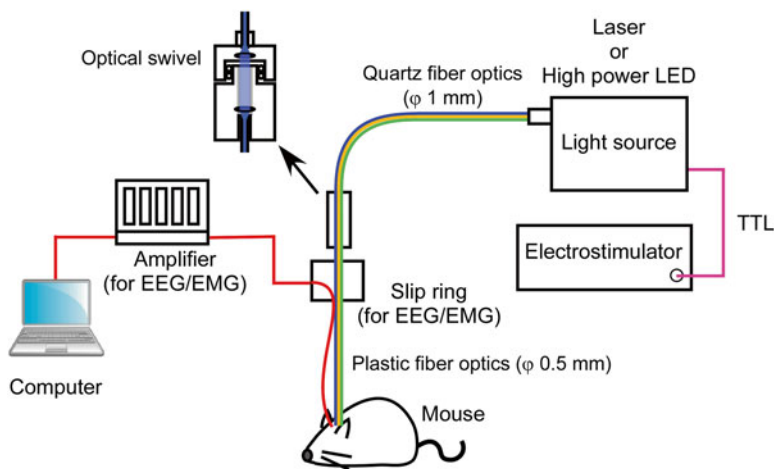 Optical swivel
Laser
or
High power LED
Quartz fiber optics
(φ 1 mm)
Light source
TTL
Electrostimulator
Amplifier
(for EEG/EMG)
Slip ring
(for EEG/EMG)
Computer
Plastic fiber optics (φ 0.5 mm)
Mouse